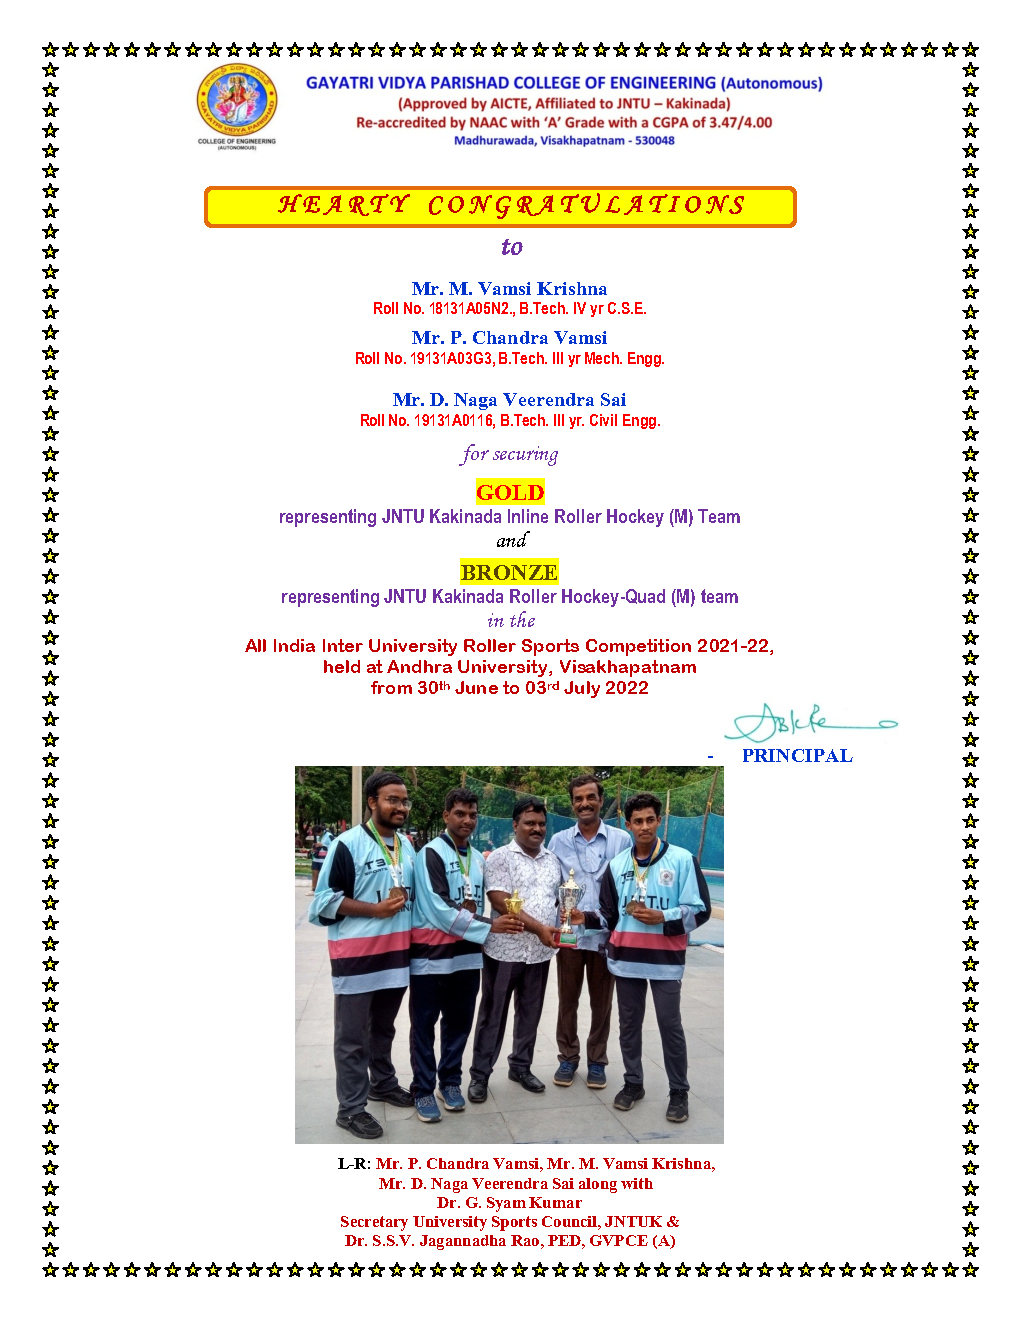 GAYATRI VIDYA PARISHAD COLLEGE OF ENGINEERING (Autonomous)
(Approved by AICTE, Affiliated to JNTU – Kakinada)
Re-accredited by NAAC with ‘A’ Grade with a CGPA of 3.47/4.00
Madhurawada, Visakhapatnam - 530048
GAYATRI VIDYA PARISHAD
COLLEGE OF ENGINEERING
(AUTONOMOUS)
HEARTY CONGRATULATIONS
to
Mr. M. Vamsi Krishna
Roll No. 18131A05N2., B.Tech. IV yr C.S.E.
Mr. P. Chandra Vamsi
Roll No. 19131A03G3, B.Tech. III yr Mech. Engg.
Mr. D. Naga Veerendra Sai
Roll No. 19131A0116, B.Tech. III yr. Civil Engg.
for securing
GOLD
representing JNTU Kakinada Inline Roller Hockey (M) Team
and
BRONZE
representing JNTU Kakinada Roller Hockey-Quad (M) team
in the
All India Inter University Roller Sports Competition 2021-22,
held at Andhra University, Visakhapatnam
from 30th June to 03rd July 2022
- PRINCIPAL
L-R: Mr. P. Chandra Vamsi, Mr. M. Vamsi Krishna,
Mr. D. Naga Veerendra Sai along with
Dr. G. Syam Kumar
Secretary University Sports Council, JNTUK &
Dr. S.S.V. Jagannadha Rao, PED, GVPCE (A)